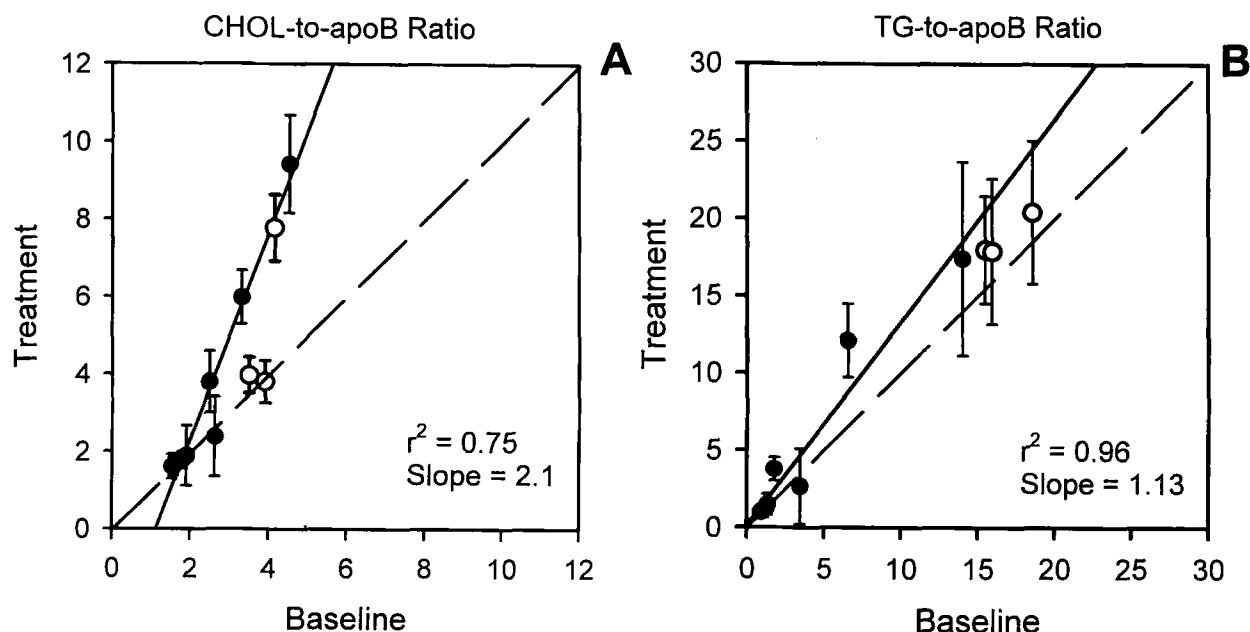 CHOL-to-apoB Ratio
A
12
10
8
6
4
2
0
Treatment
r² = 0.75
Slope = 2.1
0 2 4 6 8 10 12
Baseline
TG-to-apoB Ratio
B
30
25
20
15
10
5
0
Treatment
r² = 0.96
Slope = 1.13
0 5 10 15 20 25 30
Baseline